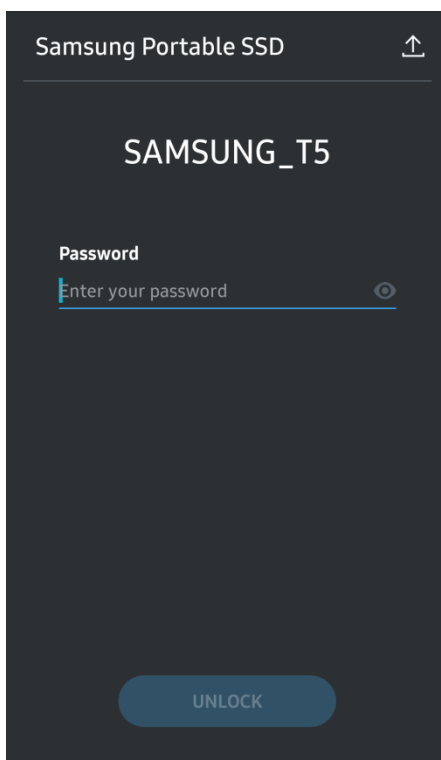 Samsung Portable SSD
SAMSUNG_T5
Password
Enter your password
UNLOCK